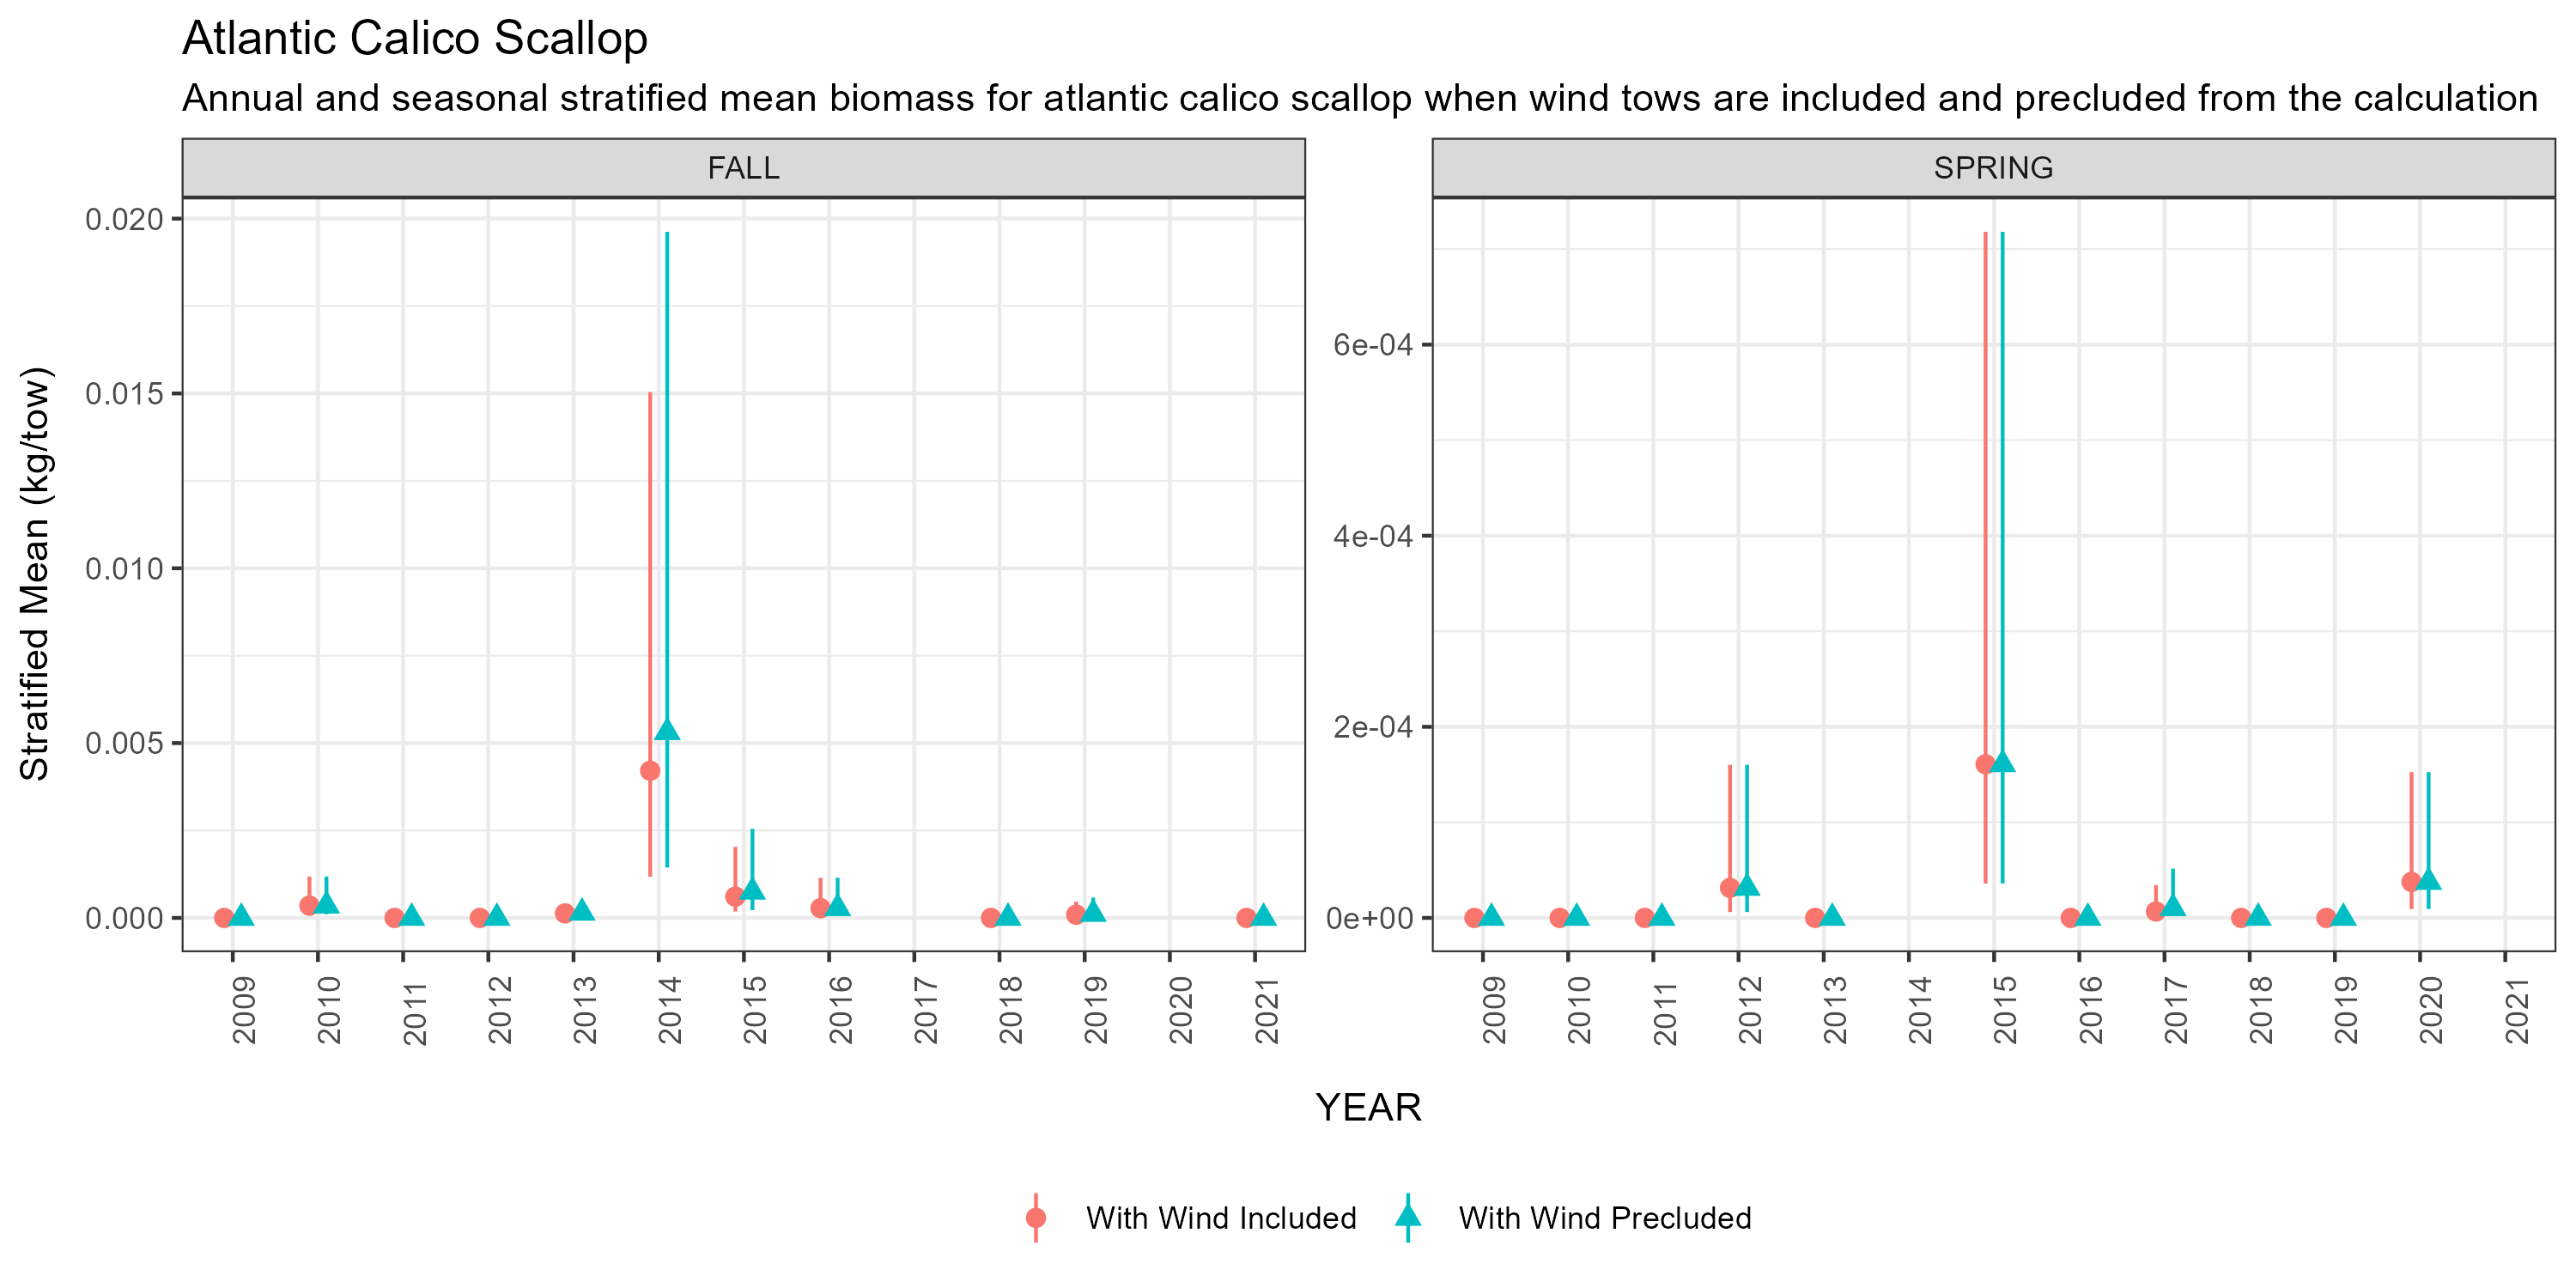 Atlantic Calico Scallop
Annual and seasonal stratified mean biomass for atlantic calico scallop when wind tows are included and precluded from the calculation
FALL
SPRING
Stratified Mean (kg/tow)
0.020
0.015
0.010
0.005
0.000
6e-04
4e-04
2e-04
0e+00
2009 2010 2011 2012 2013 2014 2015 2016 2017 2018 2019 2020 2021
2009 2010 2011 2012 2013 2014 2015 2016 2017 2018 2019 2020 2021
YEAR
With Wind Included
With Wind Precluded